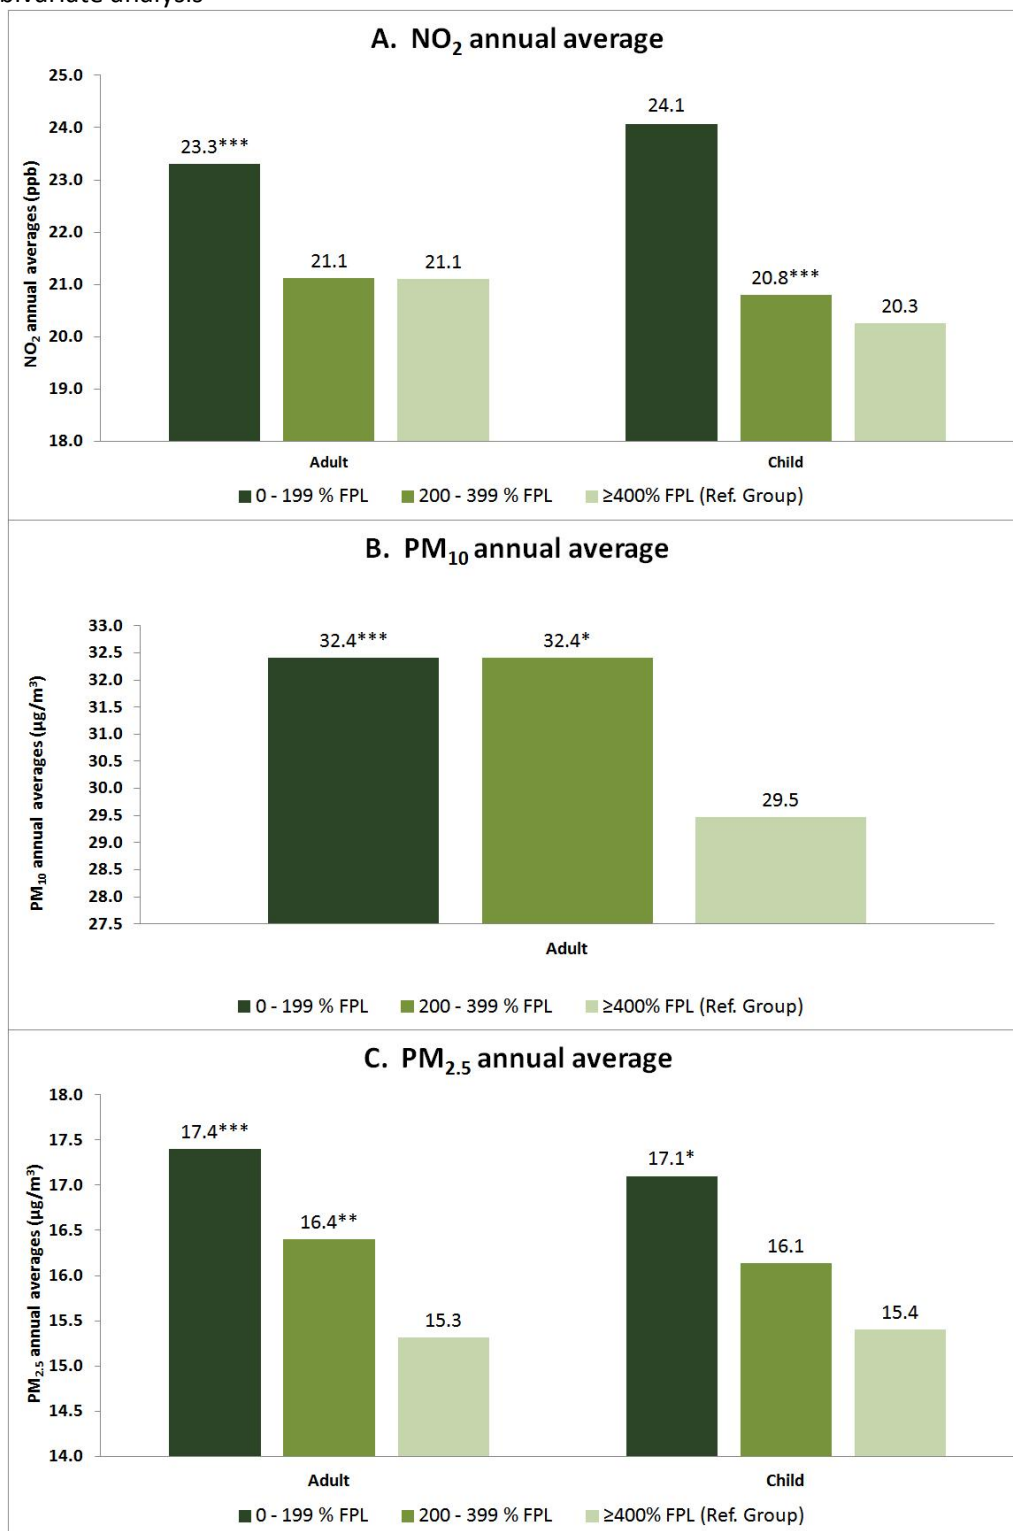 bivariate analysis
A. NO₂ annual average
NO₂ annual averages (ppb)
25.0
24.0
23.0
22.0
21.0
20.0
19.0
18.0
23.3***
21.1
21.1
24.1
20.8***
20.3
Adult
Child
0 - 199 % FPL
200 - 399 % FPL
≥400% FPL (Ref. Group)
B. PM₁₀ annual average
PM₁₀ annual averages (µg/m³)
33.0
32.5
32.0
31.5
31.0
30.5
30.0
29.5
29.0
28.5
28.0
27.5
32.4***
32.4*
29.5
Adult
0 - 199 % FPL
200 - 399 % FPL
≥400% FPL (Ref. Group)
C. PM₂.₅ annual average
PM₂.₅ annual averages (µg/m³)
18.0
17.5
17.0
16.5
16.0
15.5
15.0
14.5
14.0
17.4***
16.4**
15.3
17.1*
16.1
15.4
Adult
Child
0 - 199 % FPL
200 - 399 % FPL
≥400% FPL (Ref. Group)